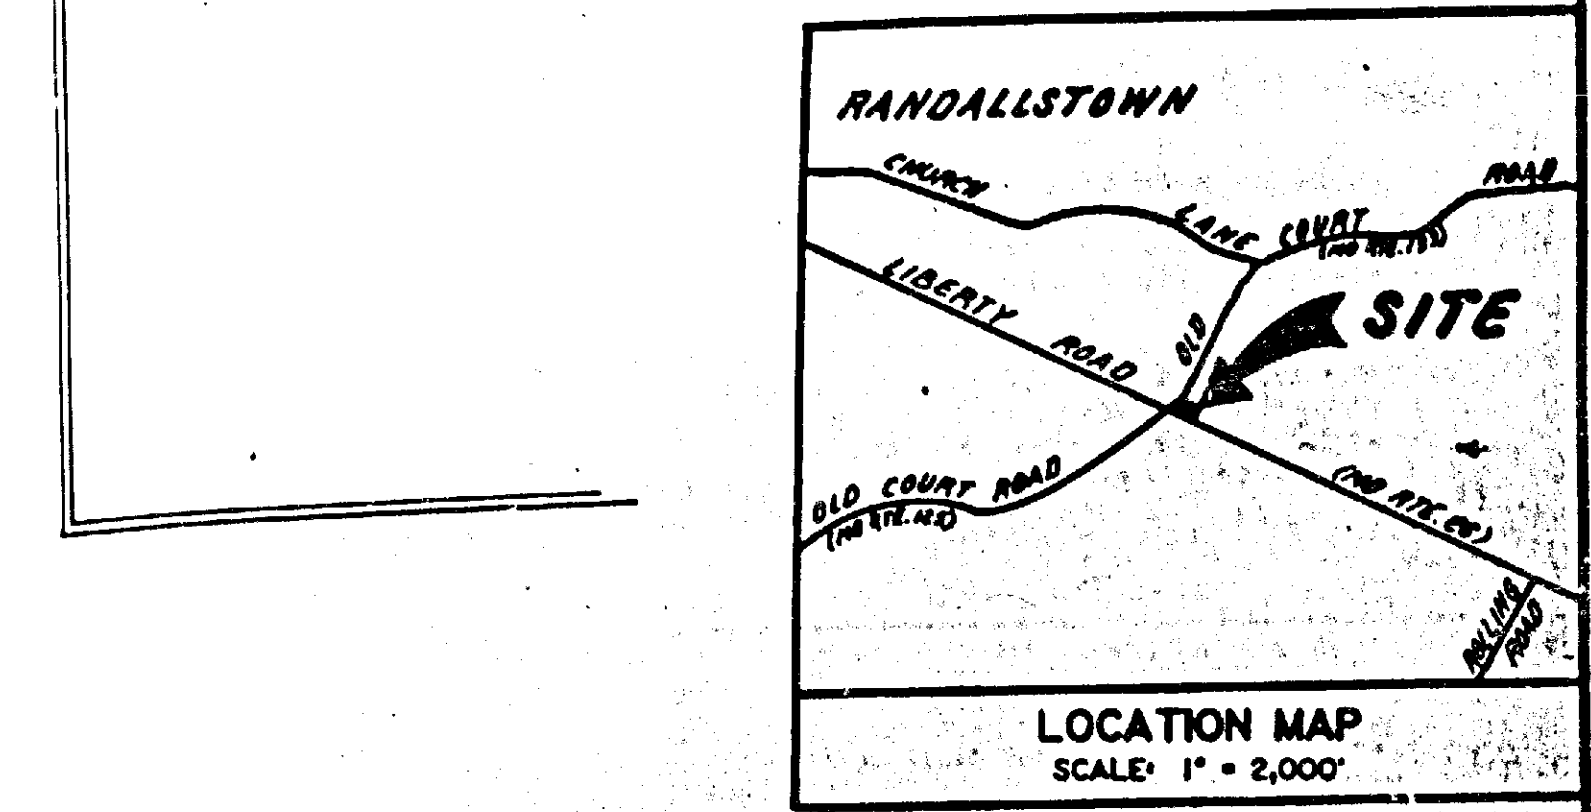 RANDALLSTOWN
CHURCH LANE
COURT ROAD
LIBERTY ROAD
OLD
SITE
OLD COURT ROAD
ROLLING ROAD
LOCATION MAP
SCALE: 1" = 2,000'